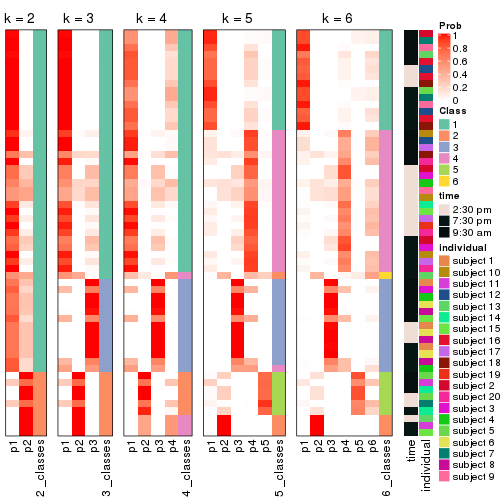 k = 2
k = 3
k = 4
k = 5
k = 6
p1
p2
2_classes
p1
p2
p3
3_classes
p1
p2
p3
p4
4_classes
p1
p2
p3
p4
p5
5_classes
p1
p2
p3
p4
p5
p6
6_classes
time
individual
Prob
1
0.8
0.6
0.4
0.2
0
Class
1
2
3
4
5
6
time
2:30 pm
7:30 pm
9:30 am
individual
subject 1
subject 10
subject 11
subject 12
subject 13
subject 14
subject 15
subject 16
subject 17
subject 18
subject 19
subject 2
subject 20
subject 3
subject 4
subject 5
subject 6
subject 7
subject 8
subject 9